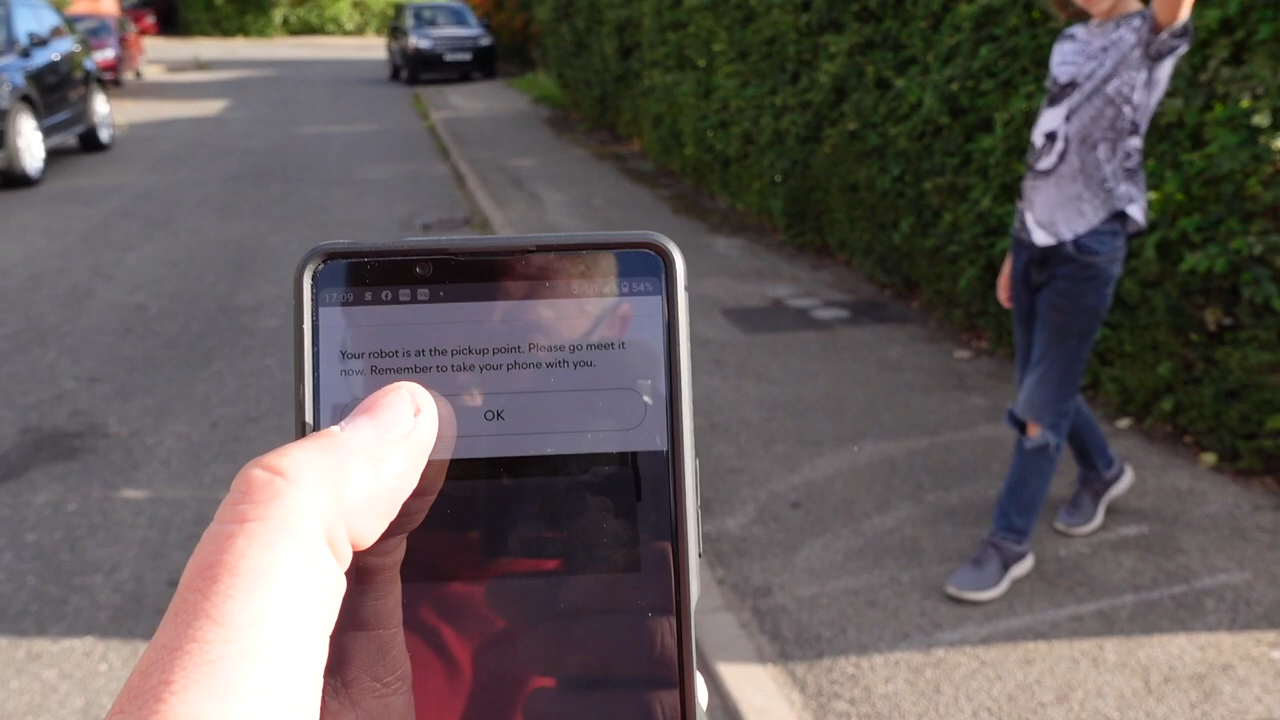 17:09 54%
Your robot is at the pickup point. Please go meet it
now. Remember to take your phone with you.
OK